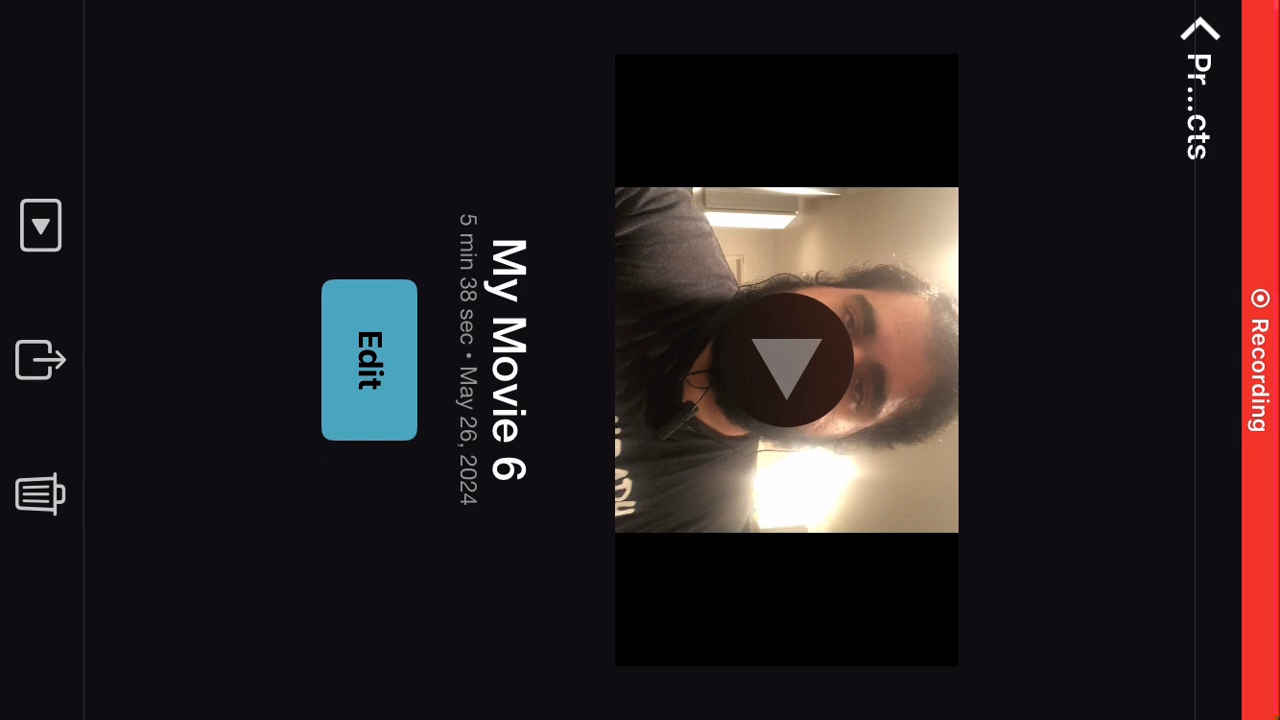 Recording
Pr...cts
My Movie 6
5 min 38 sec • May 26, 2024
Edit